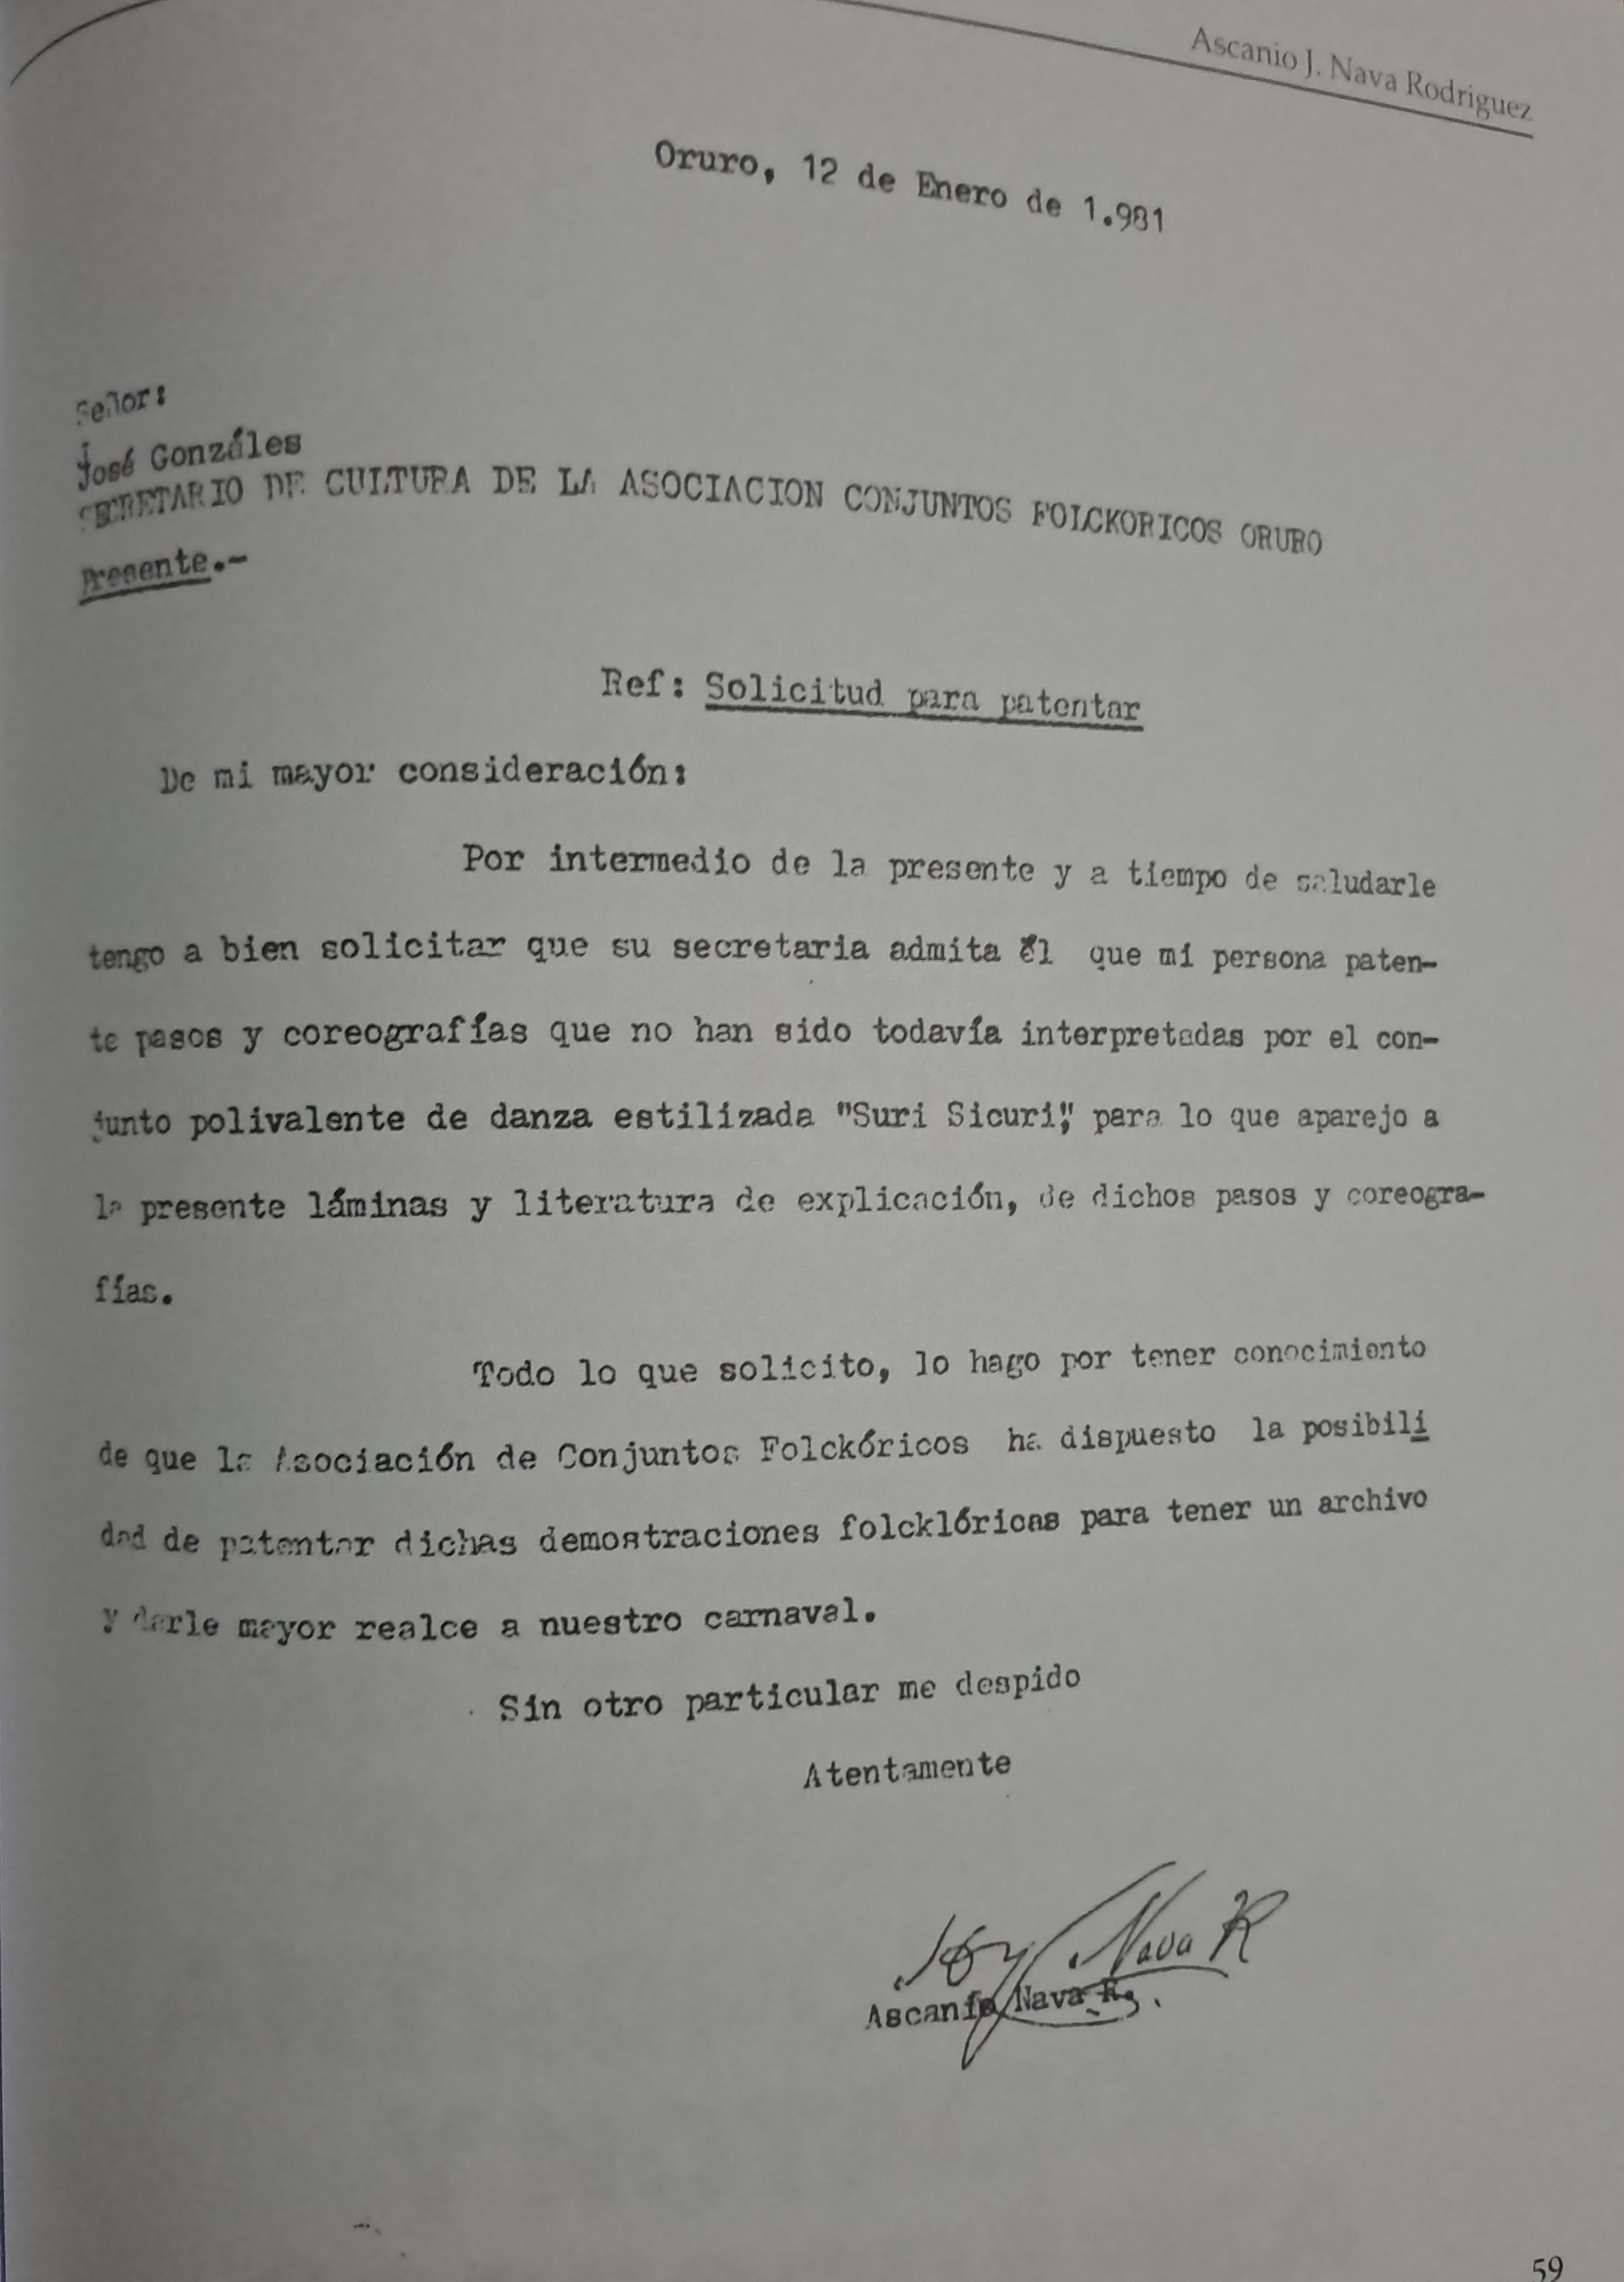 Ascanio J. Nava Rodriguez
Oruro, 12 de Enero de 1.981
Señor:
José Gonzáles
SECRETARIO DE CULTURA DE LA ASOCIACION CONJUNTOS FOLCKORICOS ORURO
Presente.-
Ref: Solicitud para patentar
De mi mayor consideración:
Por intermedio de la presente y a tiempo de saludarle
tengo a bien solicitar que su secretaria admita el que mi persona paten-
te pasos y coreografías que no han sido todavía interpretadas por el con-
junto polivalente de danza estilizada "Suri Sicuri", para lo que aparejo a
la presente láminas y literatura de explicación, de dichos pasos y coreogra-
fías.
Todo lo que solicito, lo hago por tener conocimiento
de que la Asociación de Conjuntos Folckóricos ha dispuesto la posibili
dad de patentar dichas demostraciones folcklóricas para tener un archivo
y darle mayor realce a nuestro carnaval.
Sin otro particular me despido
Atentamente
Nava R
Ascanio Nava R.
59